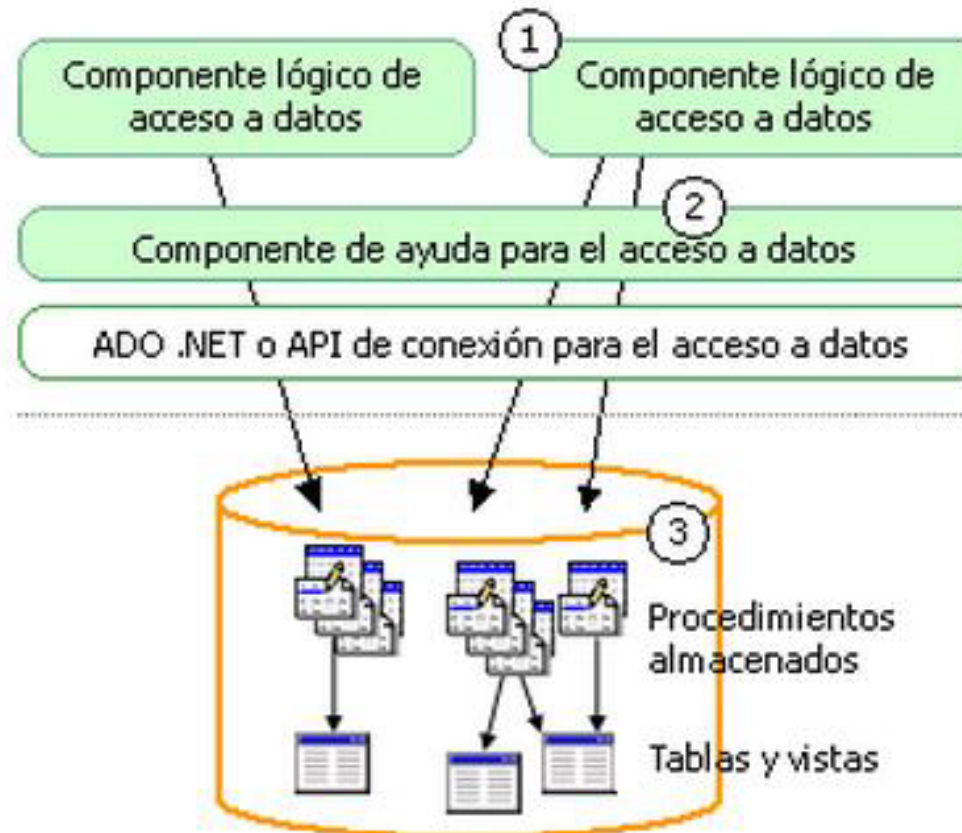 1
Componente lógico de
acceso a datos
Componente lógico de
acceso a datos
2
Componente de ayuda para el acceso a datos
ADO .NET o API de conexión para el acceso a datos
3
Procedimientos
almacenados
Tablas y vistas